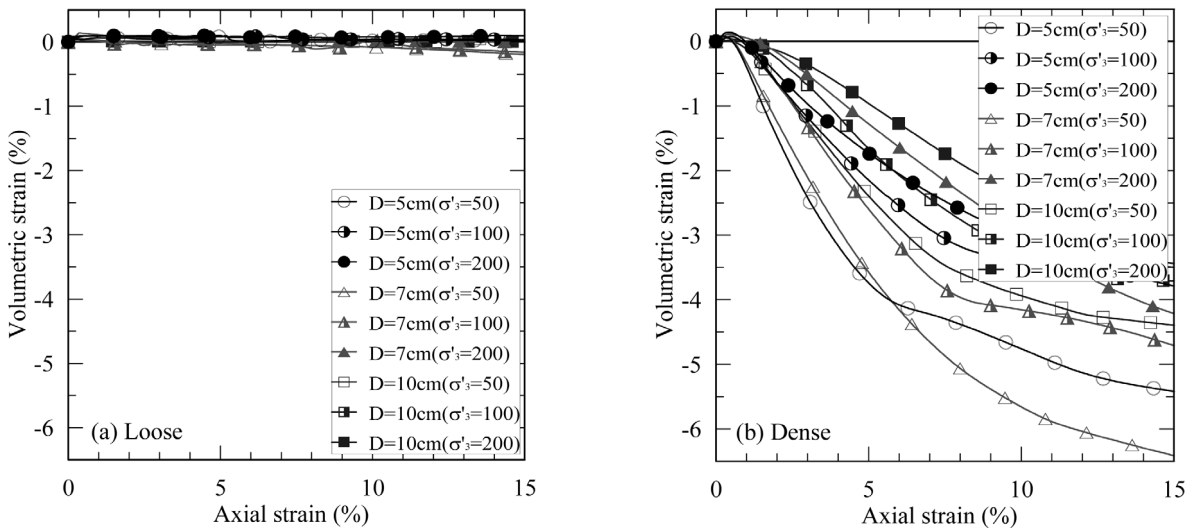 0
-1
-2
-3
-4
-5
-6
Volumetric strain (%)
D=5cm(σ'₃=50)
D=5cm(σ'₃=100)
D=5cm(σ'₃=200)
D=7cm(σ'₃=50)
D=7cm(σ'₃=100)
D=7cm(σ'₃=200)
D=10cm(σ'₃=50)
D=10cm(σ'₃=100)
D=10cm(σ'₃=200)
(a) Loose
0 5 10 15
Axial strain (%)
0
-1
-2
-3
-4
-5
-6
Volumetric strain (%)
D=5cm(σ'₃=50)
D=5cm(σ'₃=100)
D=5cm(σ'₃=200)
D=7cm(σ'₃=50)
D=7cm(σ'₃=100)
D=7cm(σ'₃=200)
D=10cm(σ'₃=50)
D=10cm(σ'₃=100)
D=10cm(σ'₃=200)
(b) Dense
0 5 10 15
Axial strain (%)